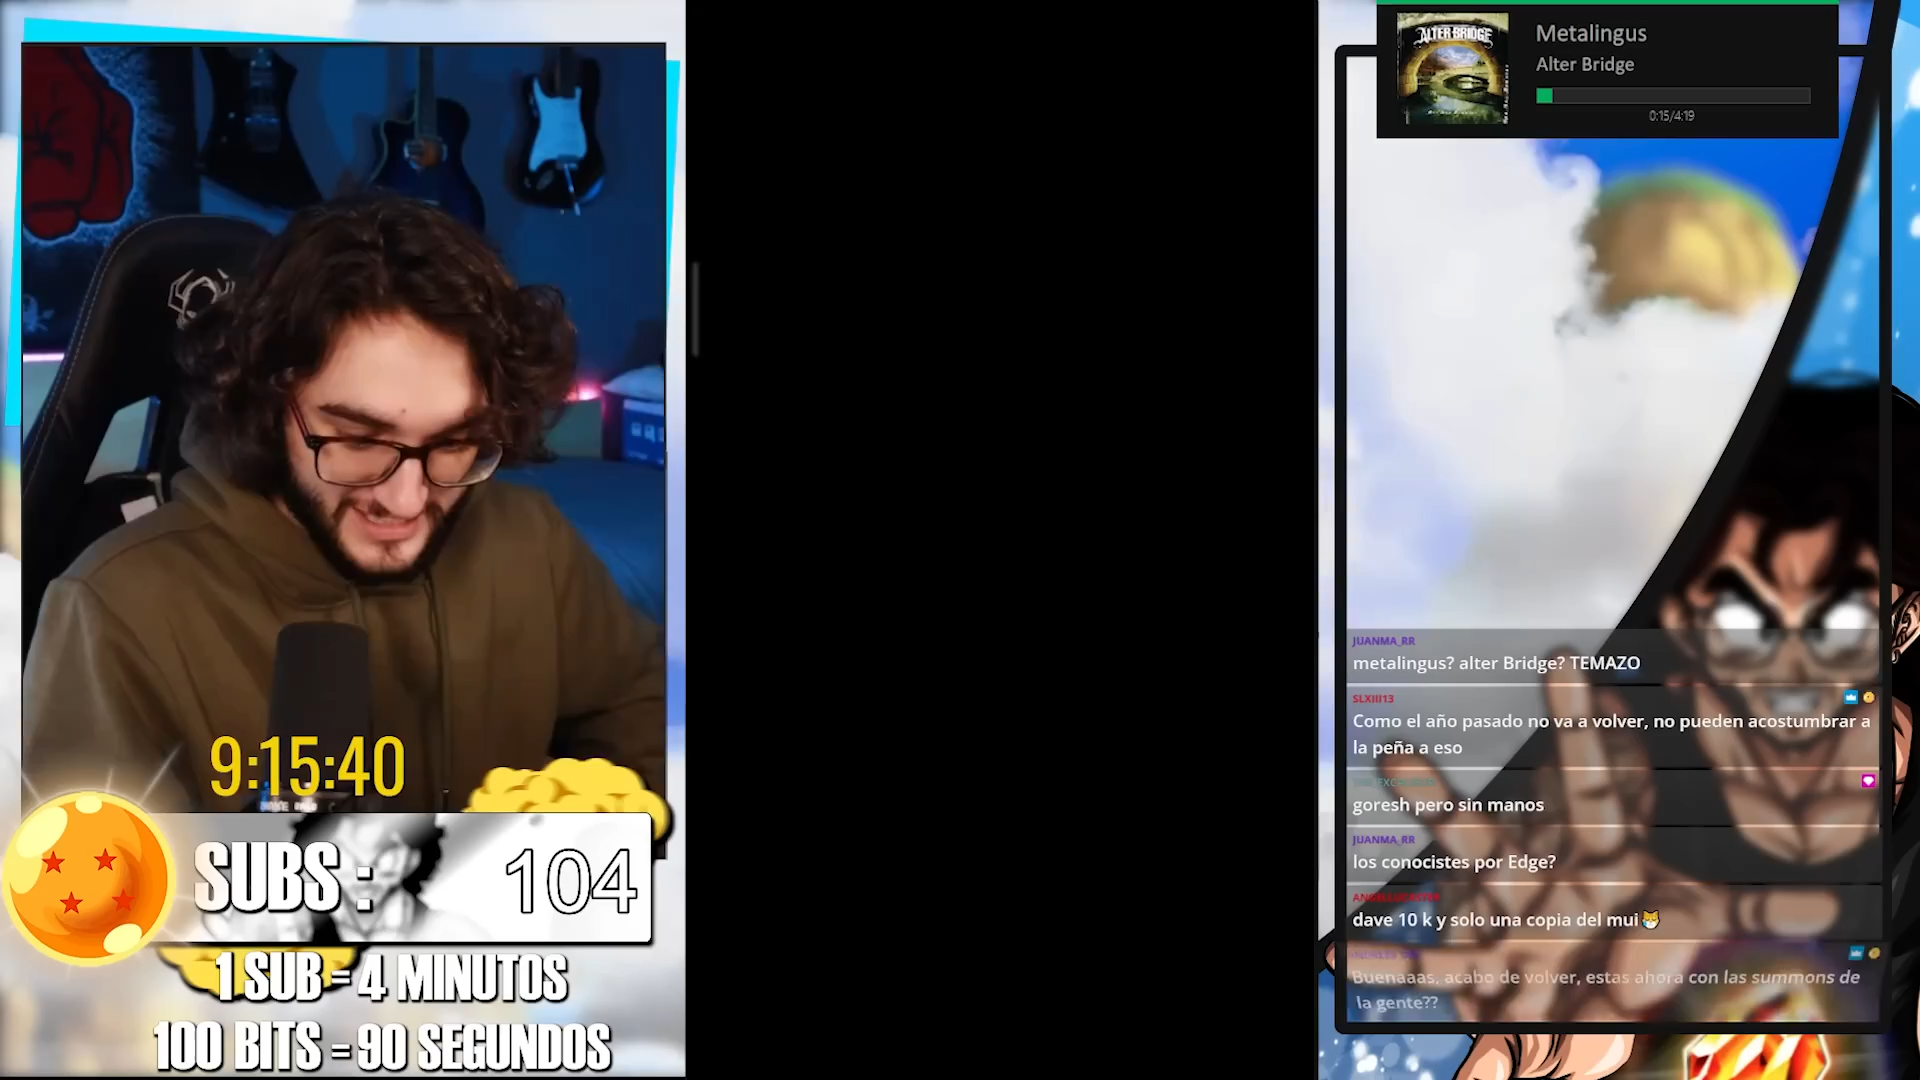 9:15:40
SUBS : 104
1 SUB = 4 MINUTOS
100 BITS = 90 SEGUNDOS
ALTER BRIDGE
Metalingus
Alter Bridge
0:15/4:19
JUANMA_RR
metalingus? alter Bridge? TEMAZO
SLXIII13
Como el año pasado no va a volver, no pueden acostumbrar a
la peña a eso
goresh pero sin manos
JUANMA_RR
los conocistes por Edge?
dave 10 k y solo una copia del mui
Buenaaas, acabo de volver, estas ahora con las summons de
la gente??